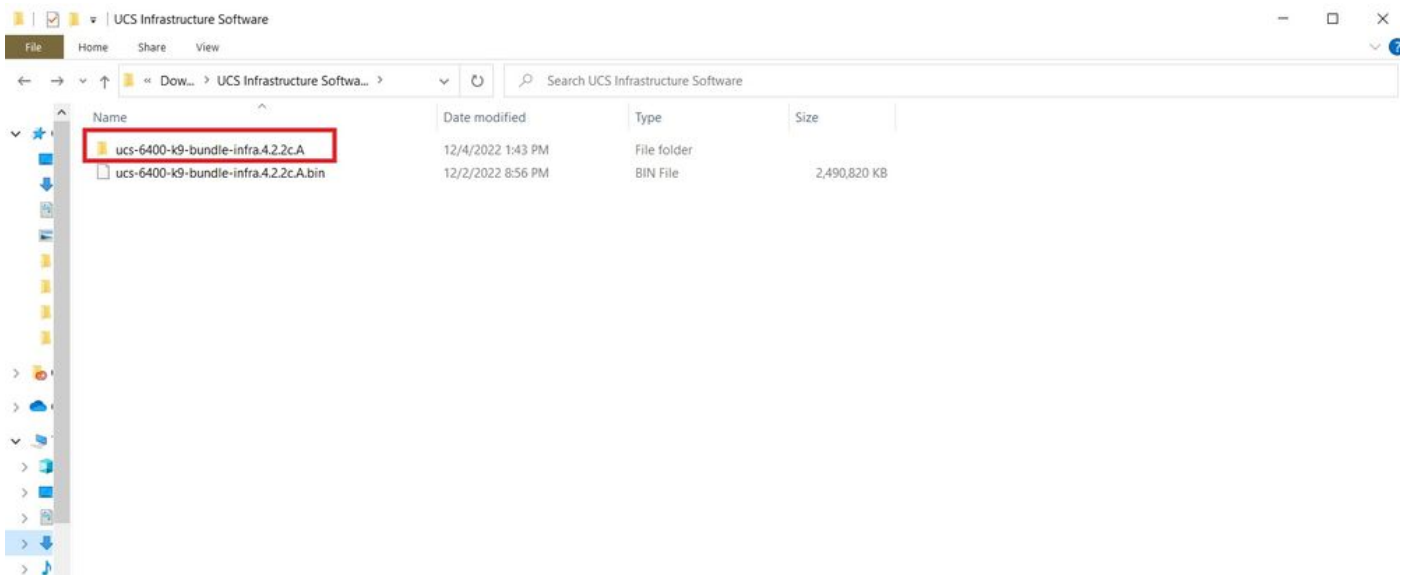 UCS Infrastructure Software
File Home Share View
« Dow... > UCS Infrastructure Softwa... > Search UCS Infrastructure Software
Name Date modified Type Size
ucs-6400-k9-bundle-infra.4.2.2c.A 12/4/2022 1:43 PM File folder
ucs-6400-k9-bundle-infra.4.2.2c.A.bin 12/2/2022 8:56 PM BIN File 2,490,820 KB